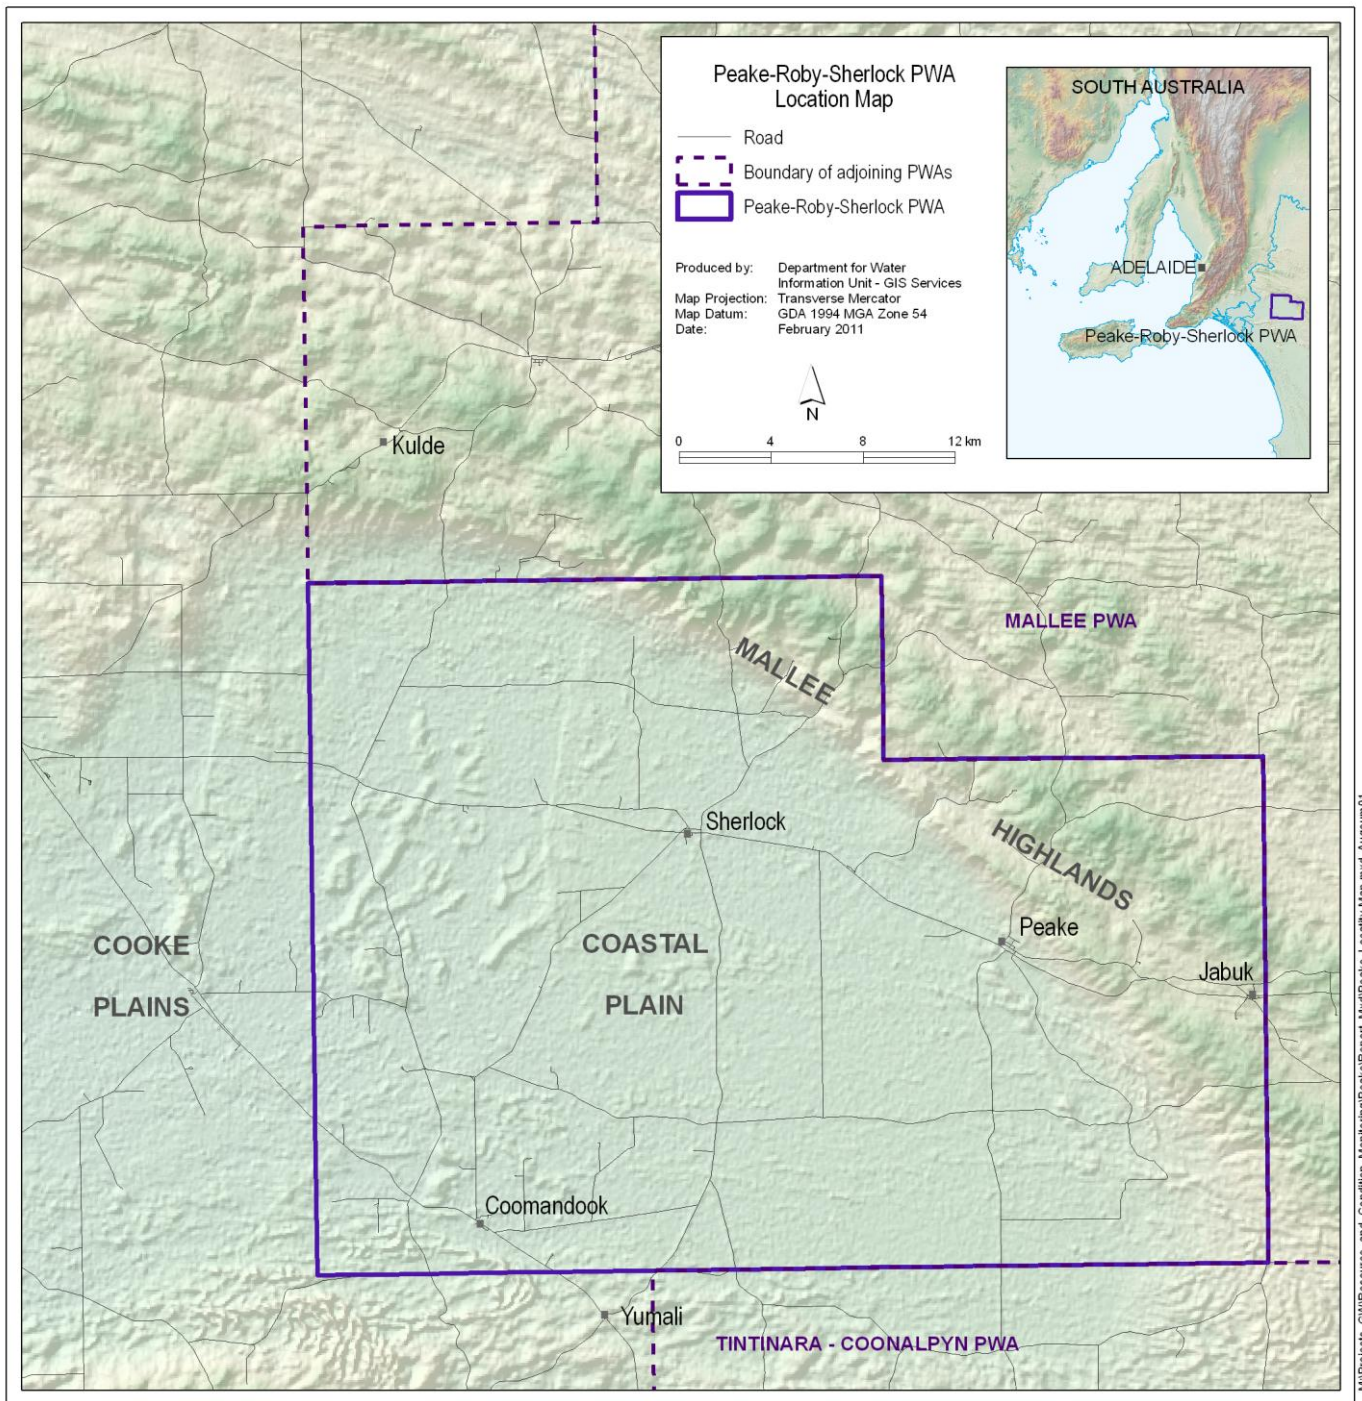 Peake-Roby-Sherlock PWA
Location Map
Road
Boundary of adjoining PWAs
Peake-Roby-Sherlock PWA
Produced by: Department for Water
Information Unit - GIS Services
Map Projection: Transverse Mercator
Map Datum: GDA 1994 MGA Zone 54
Date: February 2011
N
0 4 8 12 km
SOUTH AUSTRALIA
ADELAIDE
Peake-Roby-Sherlock PWA
Kulde
MALLEE PWA
MALLEE
HIGHLANDS
Sherlock
Peake
COOKE
PLAINS
COASTAL
PLAIN
Jabuk
Coomandook
Yumali
TINTINARA - COONALPYN PWA